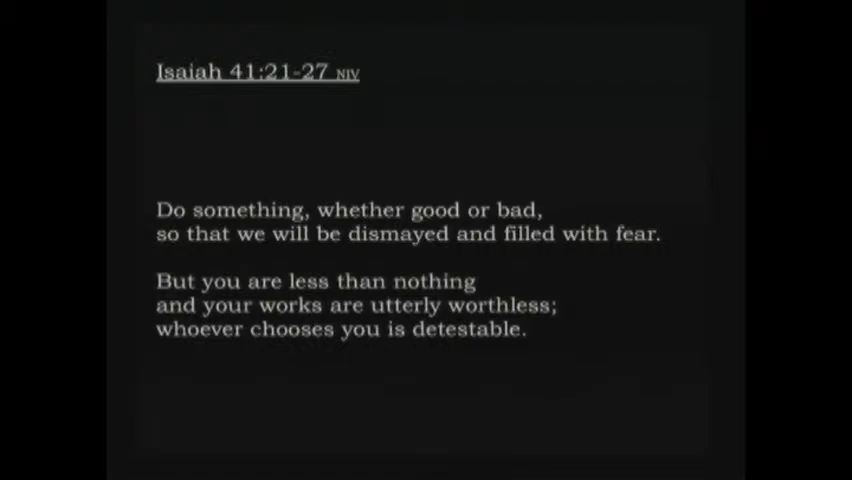 Isaiah 41:21-27 NIV
Do something, whether good or bad,
so that we will be dismayed and filled with fear.
But you are less than nothing
and your works are utterly worthless;
whoever chooses you is detestable.